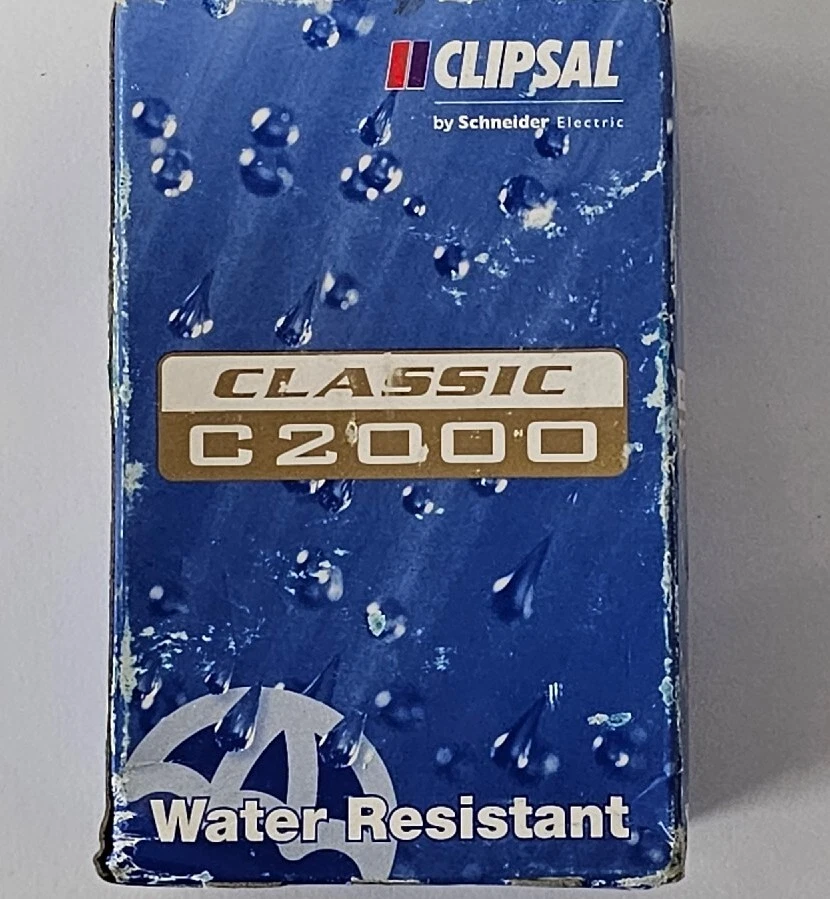 CLIPSAL
by Schneider Electric
CLASSIC
C2000
Water Resistant